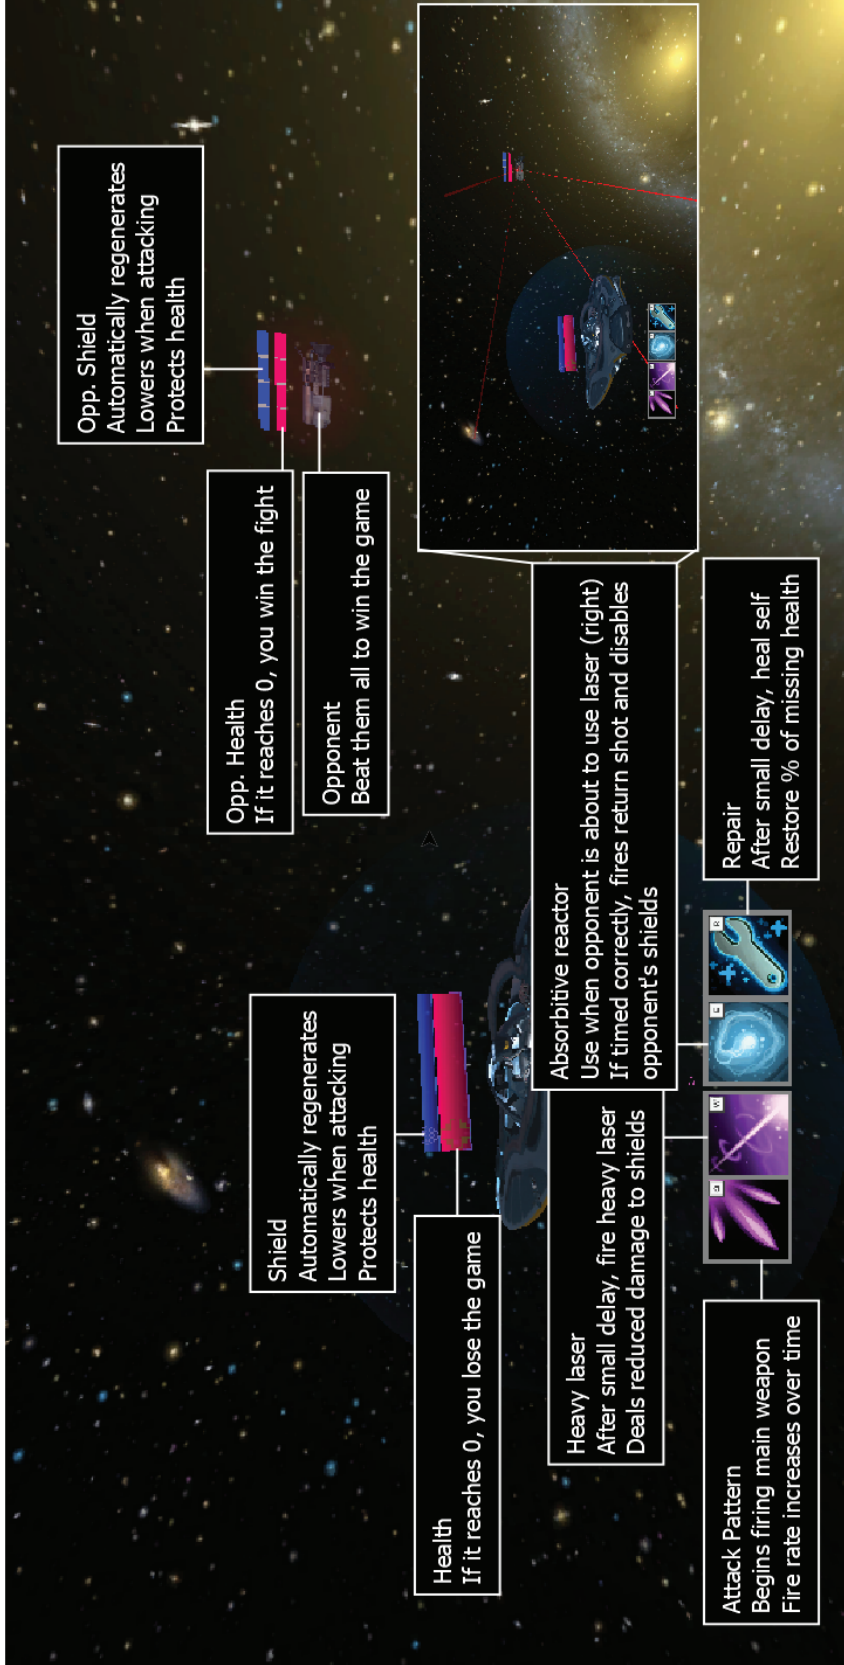 Opp. Shield
Automatically regenerates
Lowers when attacking
Protects health
Opp. Health
If it reaches 0, you win the fight
Opponent
Beat them all to win the game
Shield
Automatically regenerates
Lowers when attacking
Protects health
Health
If it reaches 0, you lose the game
Heavy laser
After small delay, fire heavy laser
Deals reduced damage to shields
Absorbitive reactor
Use when opponent is about to use laser (right)
If timed correctly, fires return shot and disables
opponent's shields
Attack Pattern
Begins firing main weapon
Fire rate increases over time
Q
W
E
R
Repair
After small delay, heal self
Restore % of missing health